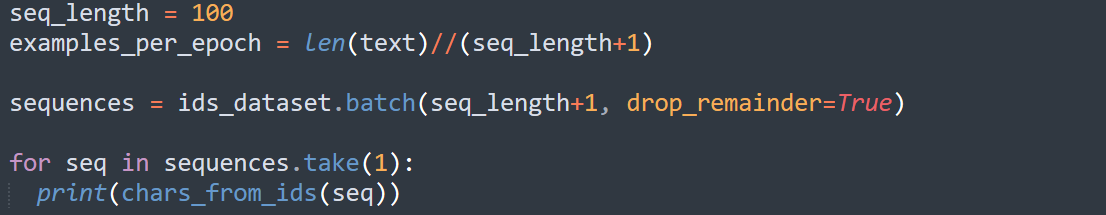 seq_length = 100
examples_per_epoch = len(text)//(seq_length+1)
sequences = ids_dataset.batch(seq_length+1, drop_remainder=True)
for seq in sequences.take(1):
  print(chars_from_ids(seq))